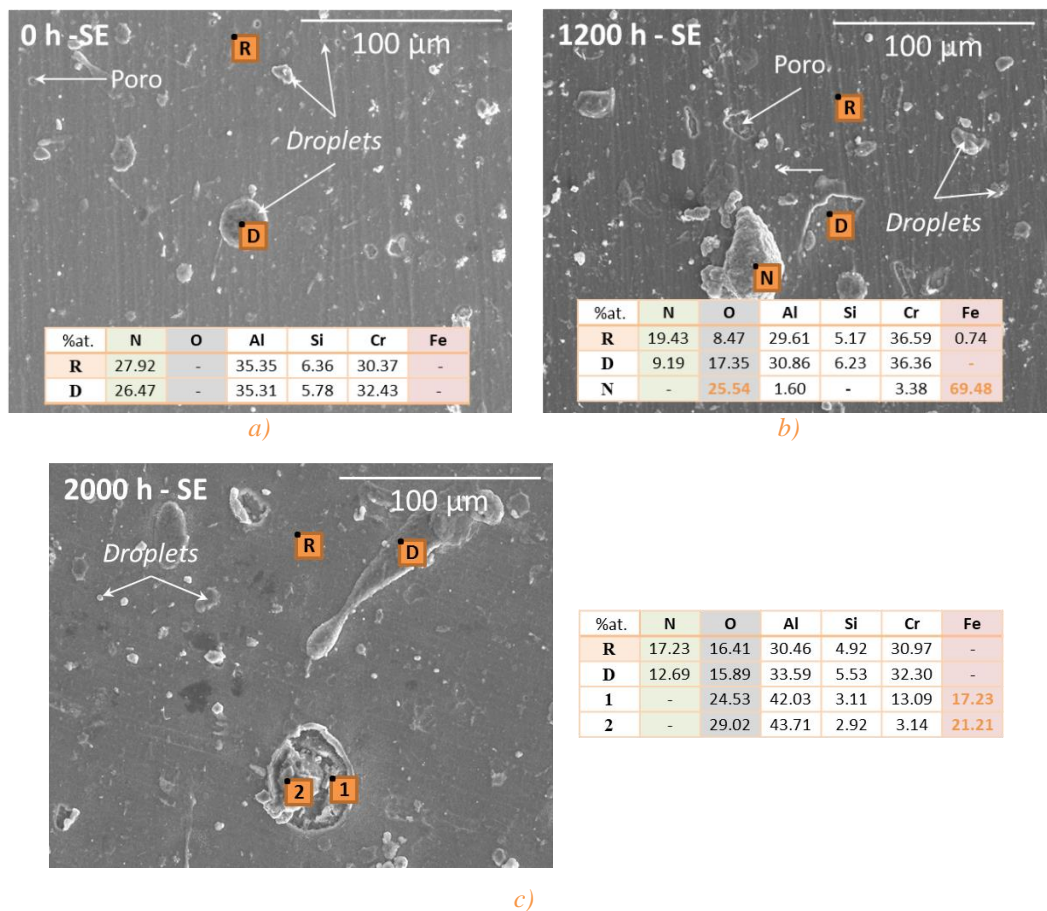 0 h -SE
100 µm
R
Poro
Droplets
D
%at. N O Al Si Cr Fe
R 27.92 - 35.35 6.36 30.37 -
D 26.47 - 35.31 5.78 32.43 -
a)
1200 h - SE
100 µm
Poro
R
Droplets
D
N
%at. N O Al Si Cr Fe
R 19.43 8.47 29.61 5.17 36.59 0.74
D 9.19 17.35 30.86 6.23 36.36 -
N - 25.54 1.60 - 3.38 69.48
b)
2000 h - SE
100 µm
R
D
Droplets
2 1
%at. N O Al Si Cr Fe
R 17.23 16.41 30.46 4.92 30.97 -
D 12.69 15.89 33.59 5.53 32.30 -
1 - 24.53 42.03 3.11 13.09 17.23
2 - 29.02 43.71 2.92 3.14 21.21
c)